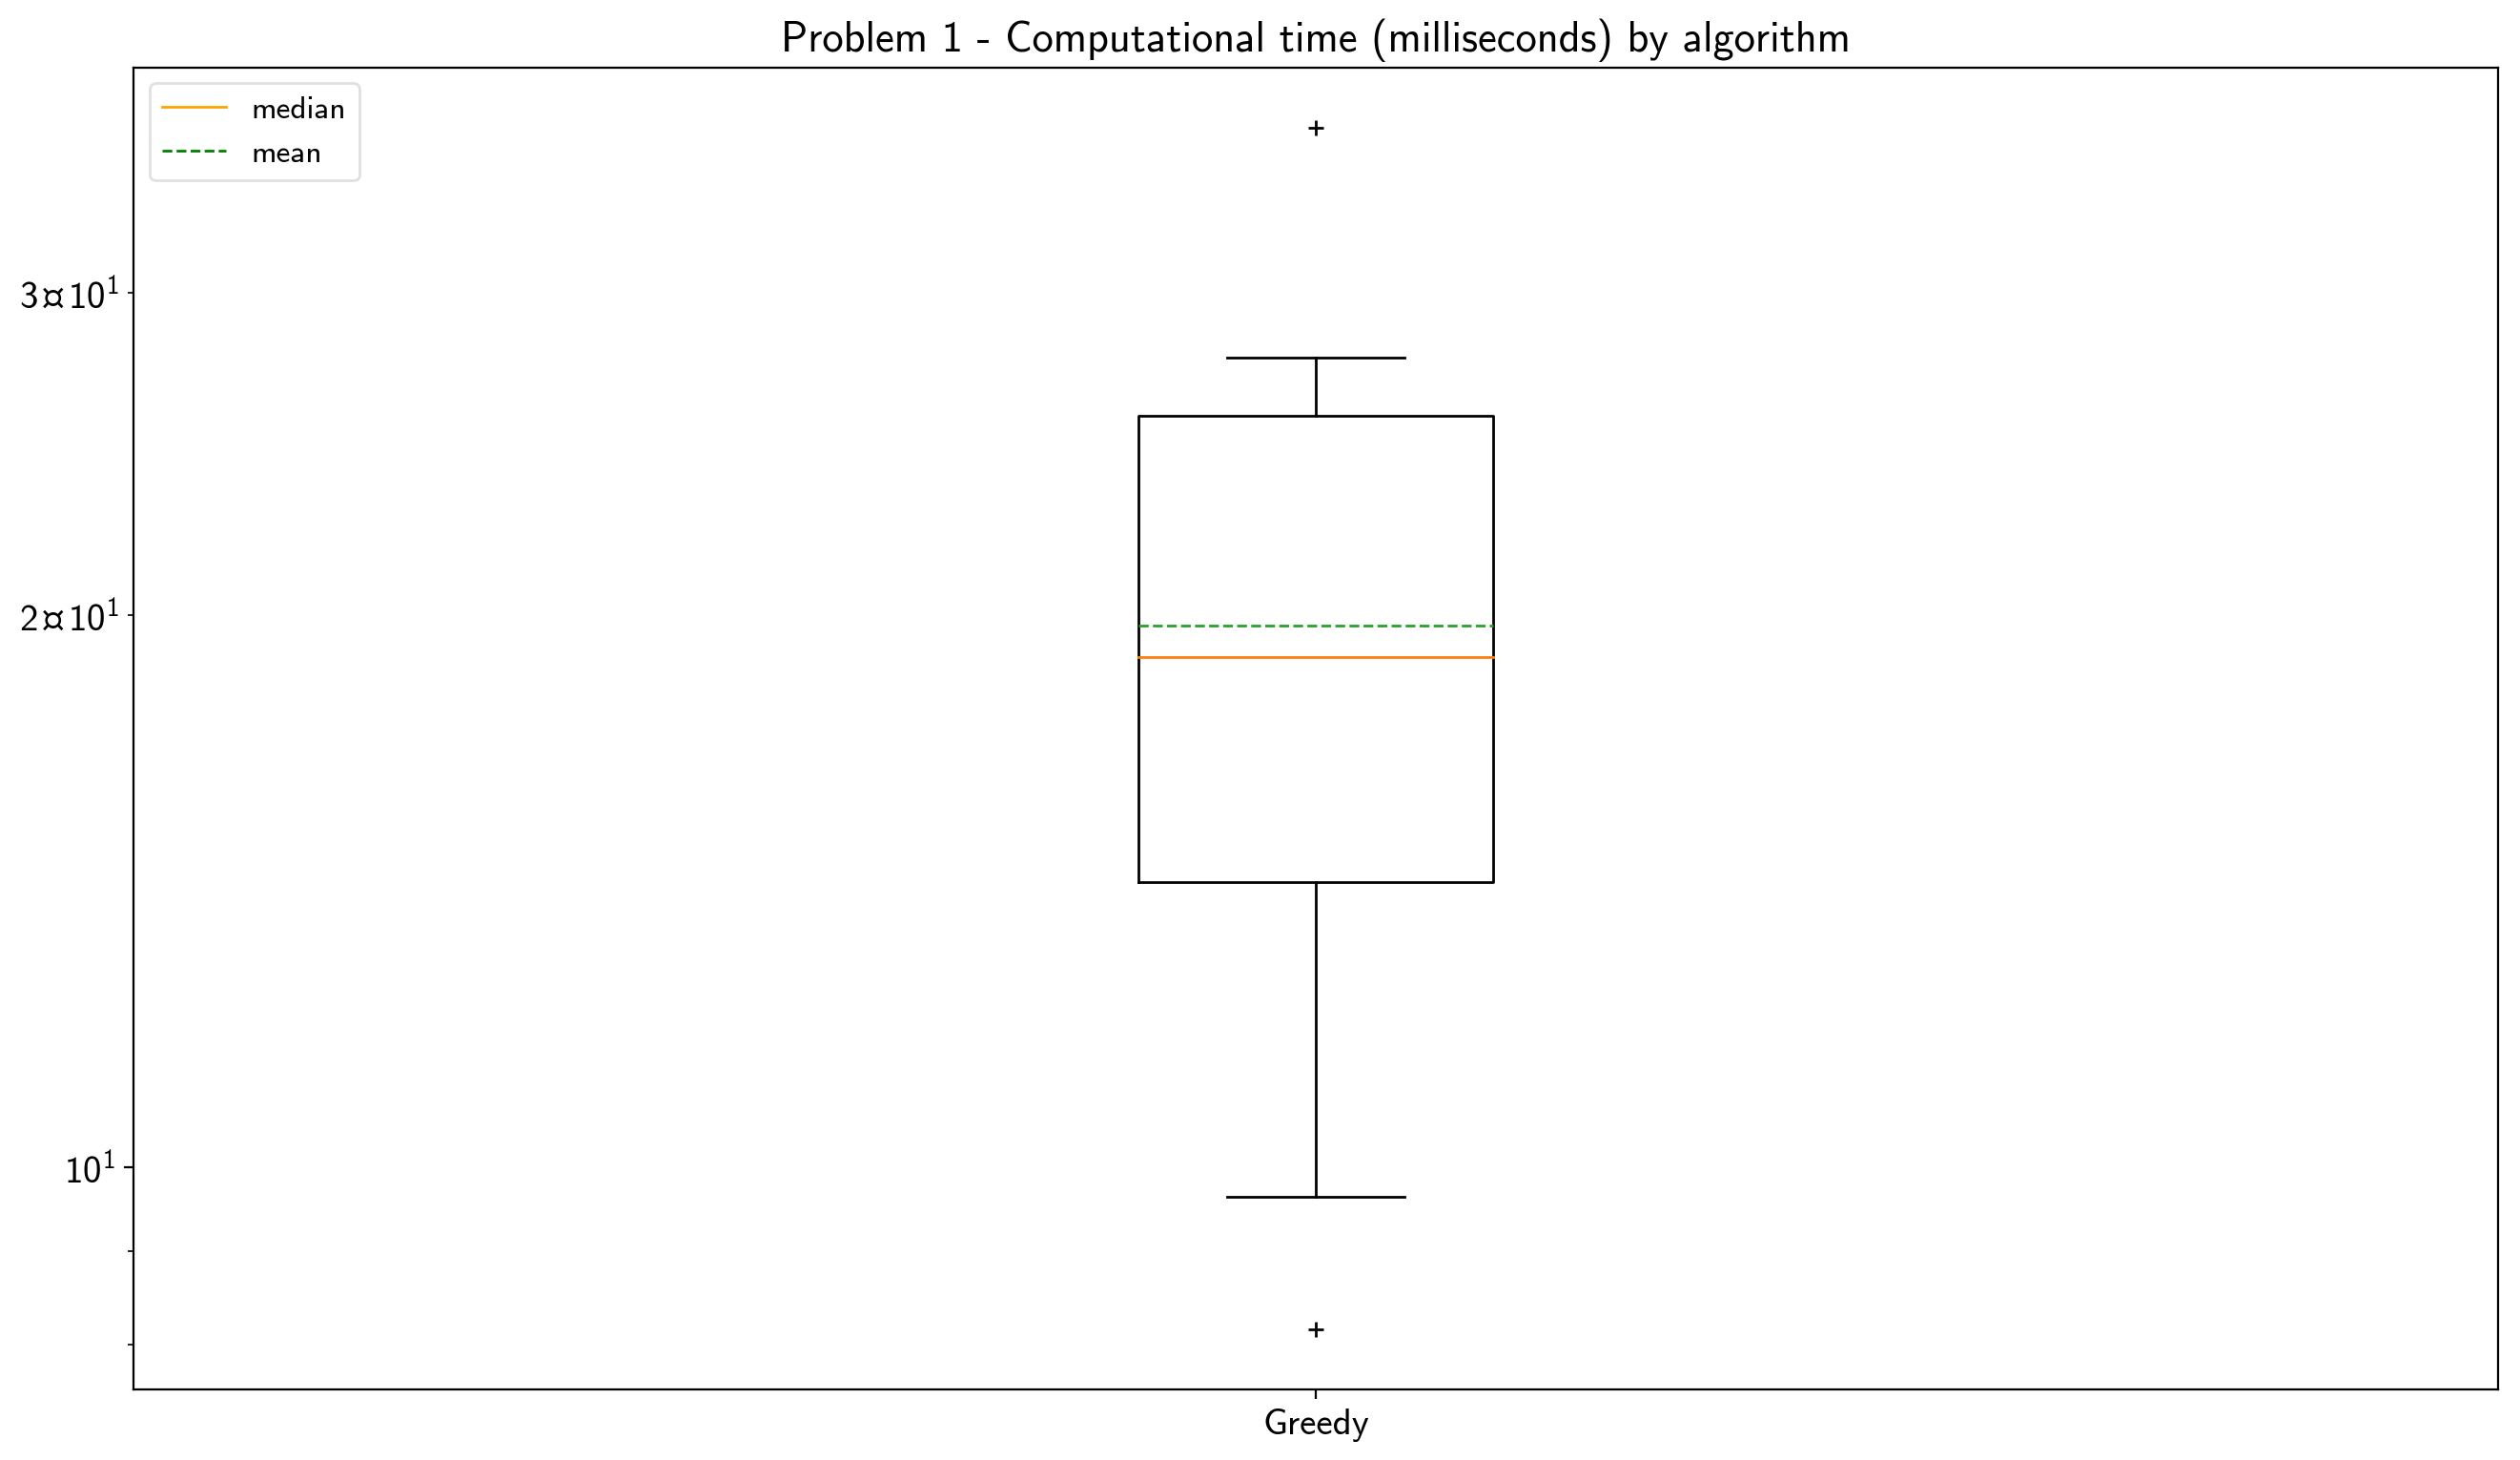 Problem 1 - Computational time (milliseconds) by algorithm
median
mean
3¤10¹
2¤10¹
10¹
Greedy